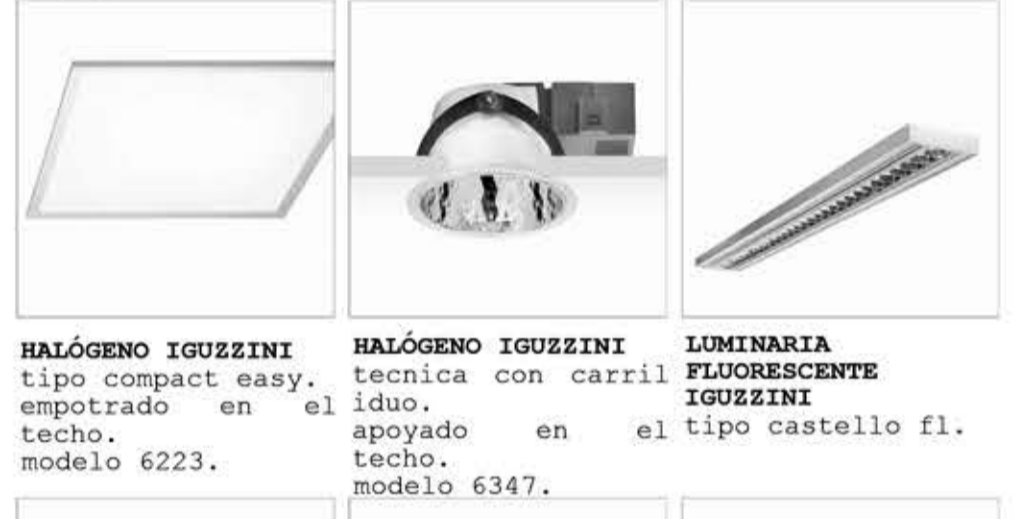 HALÓGENO IGUZZINI
tipo compact easy.
empotrado en el
techo.
modelo 6223.
HALÓGENO IGUZZINI
tecnica con carril
iduo.
apoyado en el
techo.
modelo 6347.
LUMINARIA
FLUORESCENTE
IGUZZINI
tipo castello fl.